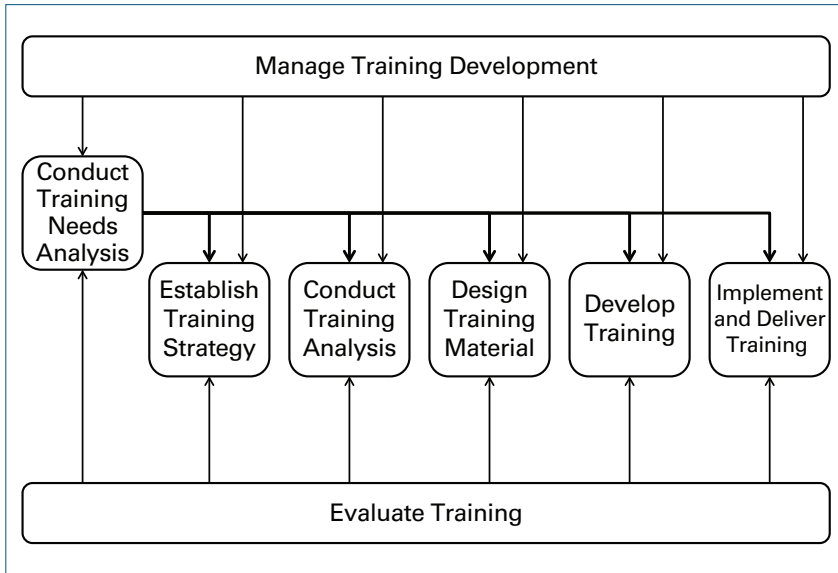 Manage Training Development
Conduct
Training
Needs
Analysis
Establish
Training
Strategy
Conduct
Training
Analysis
Design
Training
Material
Develop
Training
Implement
and Deliver
Training
Evaluate Training